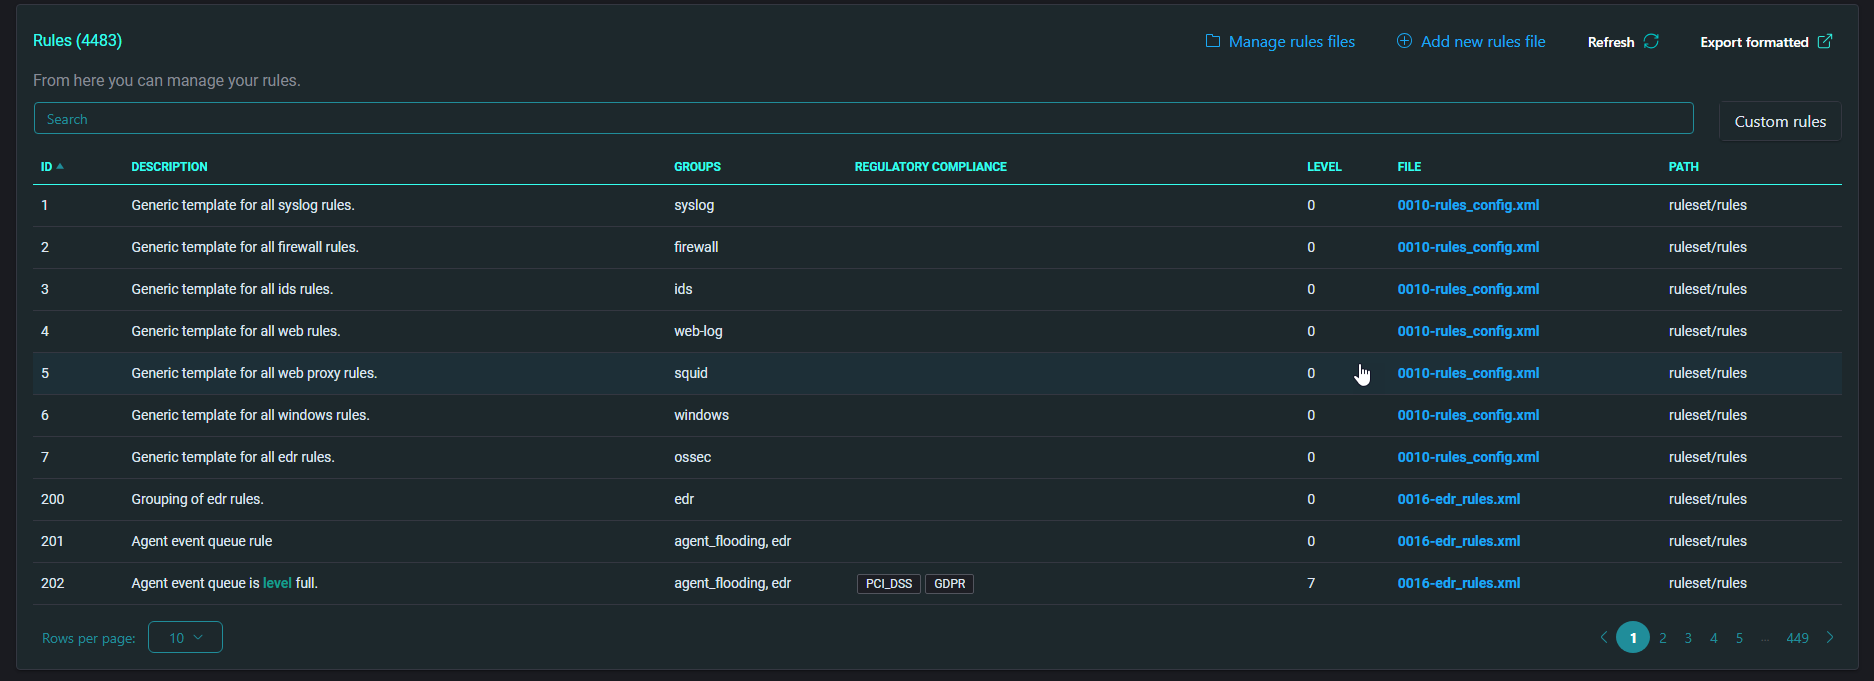 Rules (4483) Manage rules files Add new rules file Refresh Export formatted
From here you can manage your rules.
Search Custom rules
ID DESCRIPTION GROUPS REGULATORY COMPLIANCE LEVEL FILE PATH
1 Generic template for all syslog rules. syslog 0 0010-rules_config.xml ruleset/rules
2 Generic template for all firewall rules. firewall 0 0010-rules_config.xml ruleset/rules
3 Generic template for all ids rules. ids 0 0010-rules_config.xml ruleset/rules
4 Generic template for all web rules. web-log 0 0010-rules_config.xml ruleset/rules
5 Generic template for all web proxy rules. squid 0 0010-rules_config.xml ruleset/rules
6 Generic template for all windows rules. windows 0 0010-rules_config.xml ruleset/rules
7 Generic template for all edr rules. ossec 0 0010-rules_config.xml ruleset/rules
200 Grouping of edr rules. edr 0 0016-edr_rules.xml ruleset/rules
201 Agent event queue rule agent_flooding, edr 0 0016-edr_rules.xml ruleset/rules
202 Agent event queue is level full. agent_flooding, edr PCI_DSS GDPR 7 0016-edr_rules.xml ruleset/rules
Rows per page: 10 1 2 3 4 5 ... 449